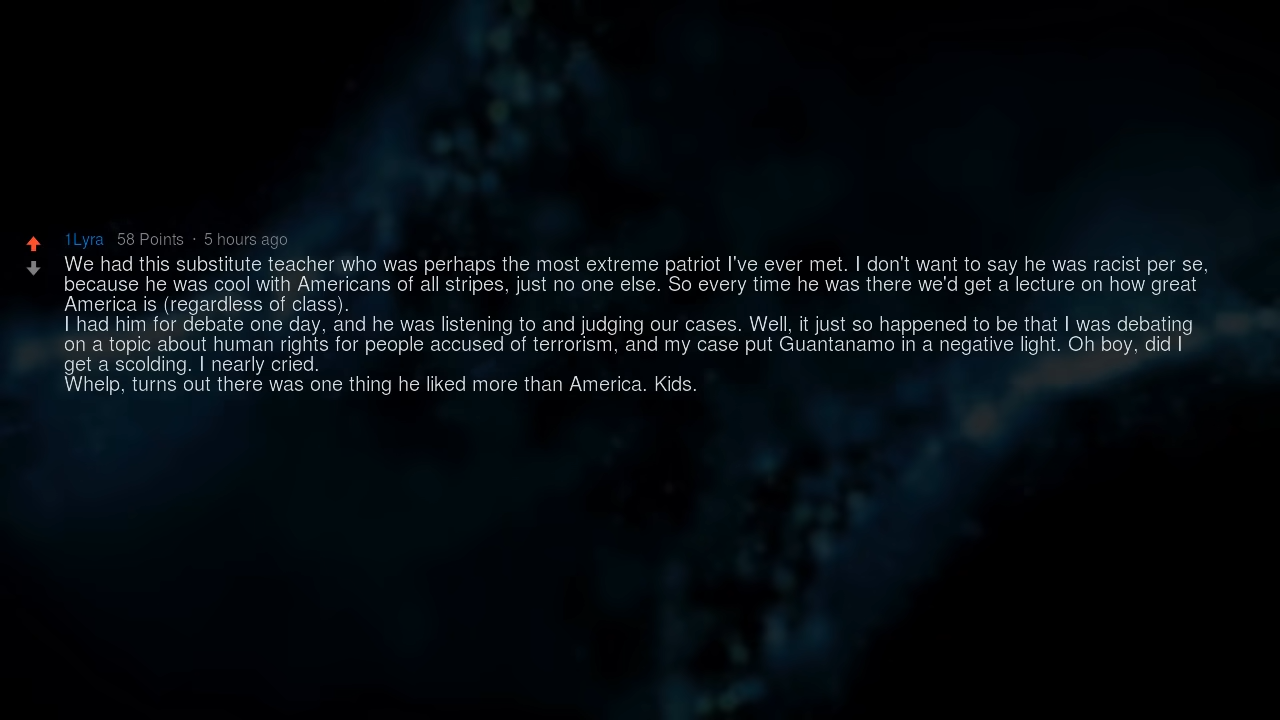 1Lyra 58 Points · 5 hours ago
We had this substitute teacher who was perhaps the most extreme patriot I've ever met. I don't want to say he was racist per se,
because he was cool with Americans of all stripes, just no one else. So every time he was there we'd get a lecture on how great
America is (regardless of class).
I had him for debate one day, and he was listening to and judging our cases. Well, it just so happened to be that I was debating
on a topic about human rights for people accused of terrorism, and my case put Guantanamo in a negative light. Oh boy, did I
get a scolding. I nearly cried.
Whelp, turns out there was one thing he liked more than America. Kids.